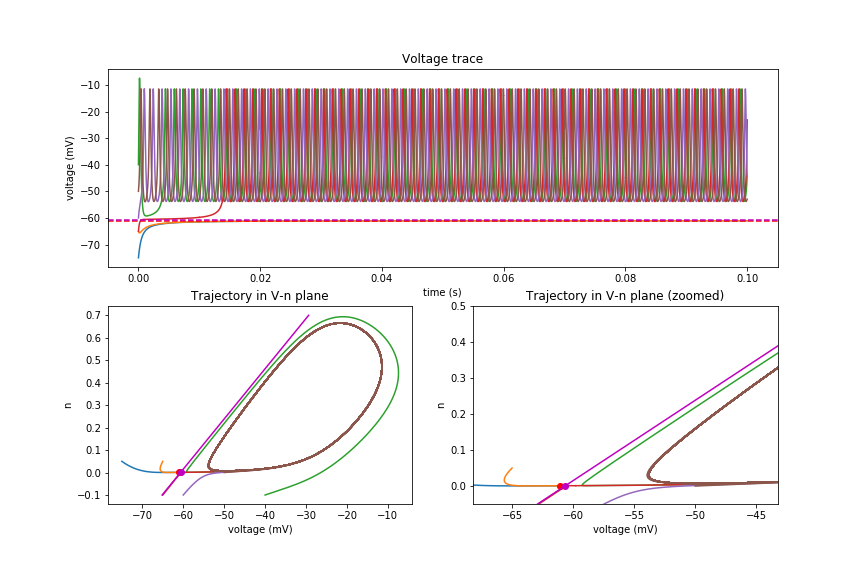 Voltage trace
voltage (mV)
−10
−20
−30
−40
−50
−60
−70
0.00 0.02 0.04 0.06 0.08 0.10
time (s)
Trajectory in V-n plane
n
0.7
0.6
0.5
0.4
0.3
0.2
0.1
0.0
−0.1
−70 −60 −50 −40 −30 −20 −10
voltage (mV)
Trajectory in V-n plane (zoomed)
n
0.5
0.4
0.3
0.2
0.1
0.0
−65 −60 −55 −50 −45
voltage (mV)